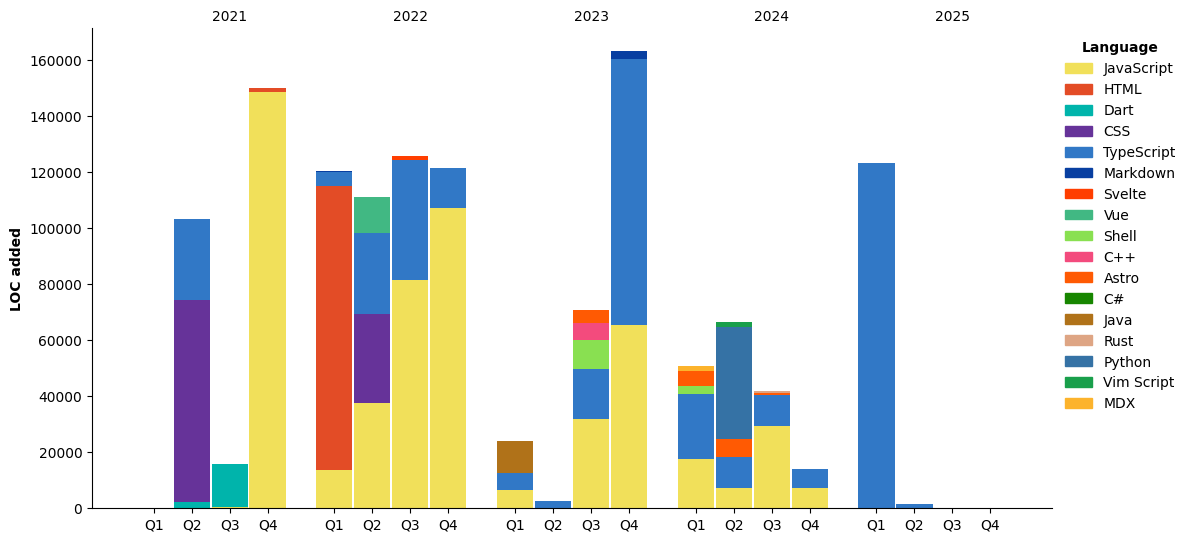 2021 2022 2023 2024 2025
LOC added
160000
140000
120000
100000
80000
60000
40000
20000
0
Q1 Q2 Q3 Q4 Q1 Q2 Q3 Q4 Q1 Q2 Q3 Q4 Q1 Q2 Q3 Q4 Q1 Q2 Q3 Q4
Language
JavaScript
HTML
Dart
CSS
TypeScript
Markdown
Svelte
Vue
Shell
C++
Astro
C#
Java
Rust
Python
Vim Script
MDX